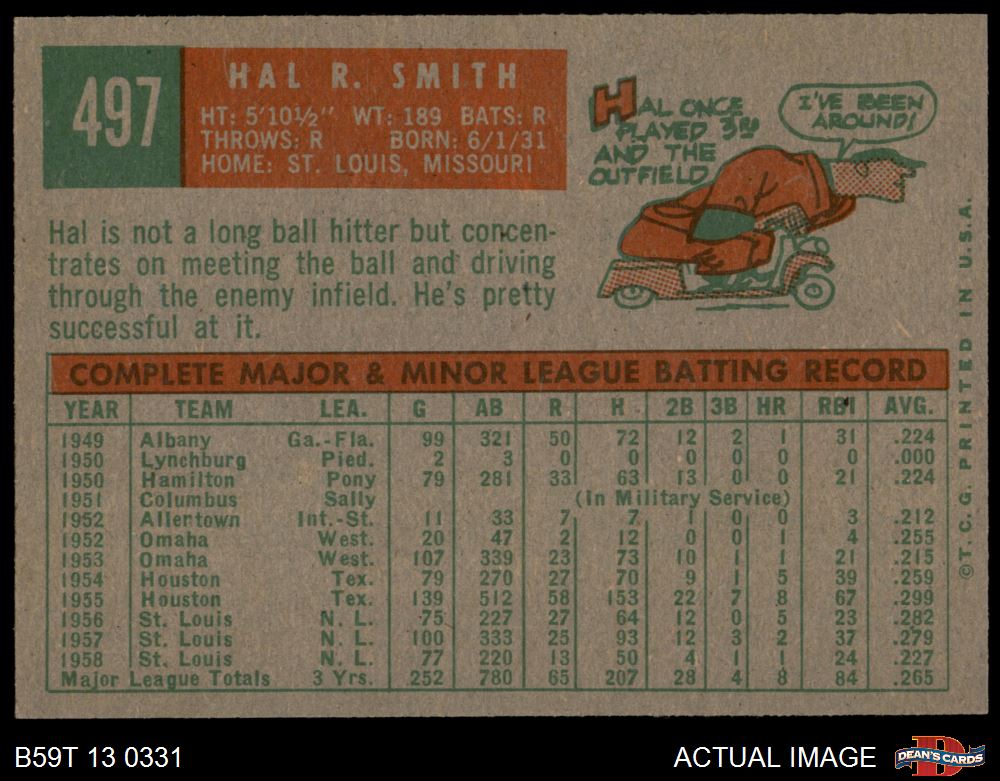 497
HAL R. SMITH
HT: 5'10½" WT: 189 BATS: R
THROWS: R BORN: 6/1/31
HOME: ST. LOUIS, MISSOURI
HAL ONCE
PLAYED 3RD
AND THE
OUTFIELD
I'VE BEEN
AROUND!
Hal is not a long ball hitter but concen-
trates on meeting the ball and driving
through the enemy infield. He's pretty
successful at it.
COMPLETE MAJOR & MINOR LEAGUE BATTING RECORD
YEAR TEAM LEA. G AB R H 2B 3B HR RBI AVG.
1949 Albany Ga.-Fla. 99 321 50 72 12 2 1 31 .224
1950 Lynchburg Pied. 2 3 0 0 0 0 0 0 .000
1950 Hamilton Pony 79 281 33 63 13 0 0 21 .224
1951 Columbus Sally (In Military Service)
1952 Allertown Int.-St. 11 33 7 7 1 0 0 3 .212
1952 Omaha West. 20 47 2 12 0 0 1 4 .255
1953 Omaha West. 107 339 23 73 10 1 1 21 .215
1954 Houston Tex. 79 270 27 70 9 1 5 39 .259
1955 Houston Tex. 139 512 58 153 22 7 8 67 .299
1956 St. Louis N. L. 75 227 27 64 12 0 5 23 .282
1957 St. Louis N. L. 100 333 25 93 12 3 2 37 .279
1958 St. Louis N. L. 77 220 13 50 4 1 1 24 .227
Major League Totals 3 Yrs. 252 780 65 207 28 4 8 84 .265
©T.C.G. PRINTED IN U.S.A.
B59T 13 0331
ACTUAL IMAGE
D
DEAN'S CARDS